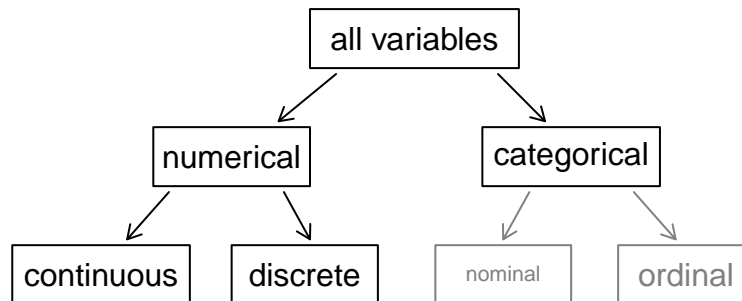 all variables
numerical
categorical
continuous
discrete
nominal
ordinal